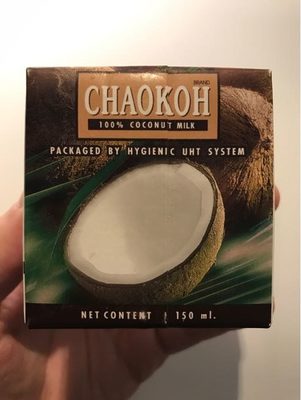 BRAND
CHAOKOH
100% COCONUT MILK
PACKAGED BY HYGIENIC UHT SYSTEM
NET CONTENT 150 ml.